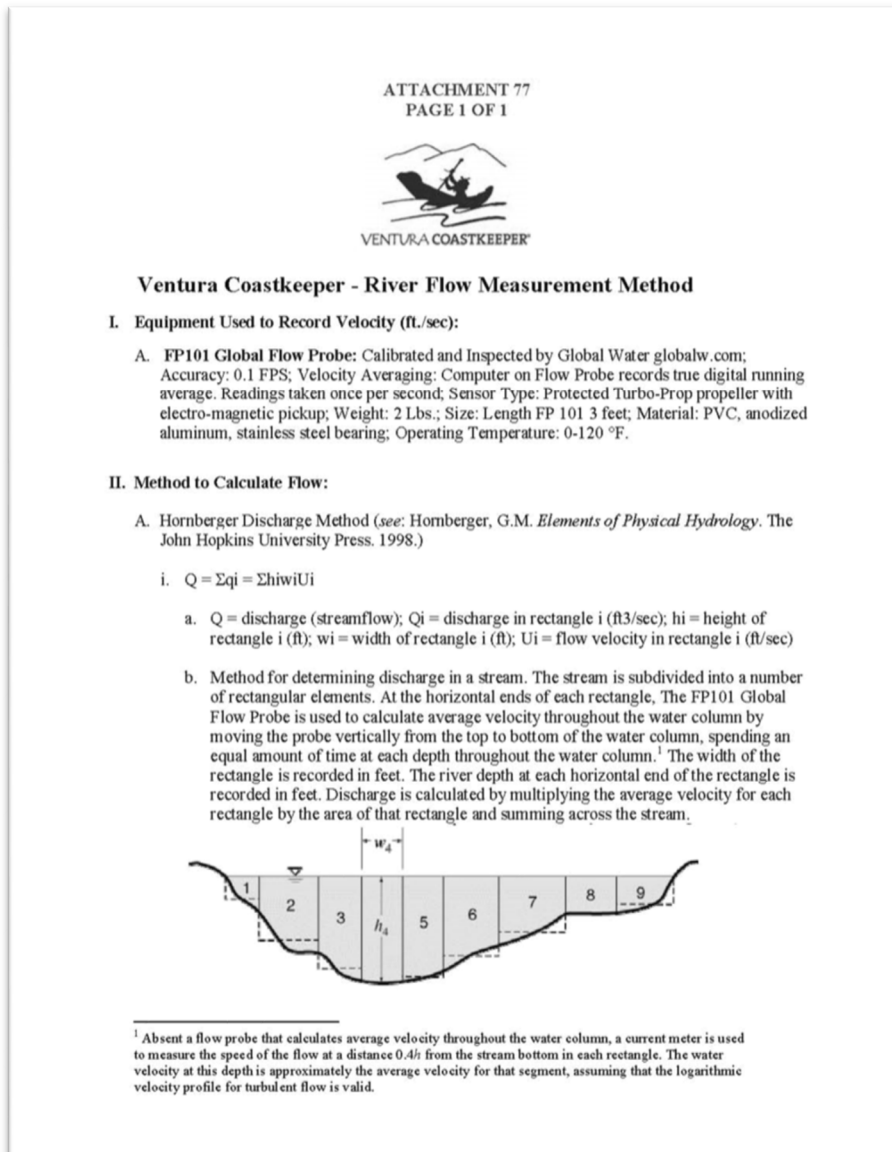 ATTACHMENT 77
PAGE 1 OF 1
VENTURA COASTKEEPER®
Ventura Coastkeeper - River Flow Measurement Method
I. Equipment Used to Record Velocity (ft./sec):
A. FP101 Global Flow Probe: Calibrated and Inspected by Global Water globalw.com;
Accuracy: 0.1 FPS; Velocity Averaging: Computer on Flow Probe records true digital running
average. Readings taken once per second; Sensor Type: Protected Turbo-Prop propeller with
electro-magnetic pickup; Weight: 2 Lbs.; Size: Length FP 101 3 feet; Material: PVC, anodized
aluminum, stainless steel bearing; Operating Temperature: 0-120 °F.
II. Method to Calculate Flow:
A. Hornberger Discharge Method (see: Hornberger, G.M. Elements of Physical Hydrology. The
John Hopkins University Press. 1998.)
i. Q = Σqi = ΣhiwiUi
a. Q = discharge (streamflow); Qi = discharge in rectangle i (ft3/sec); hi = height of
rectangle i (ft); wi = width of rectangle i (ft); Ui = flow velocity in rectangle i (ft/sec)
b. Method for determining discharge in a stream. The stream is subdivided into a number
of rectangular elements. At the horizontal ends of each rectangle, The FP101 Global
Flow Probe is used to calculate average velocity throughout the water column by
moving the probe vertically from the top to bottom of the water column, spending an
equal amount of time at each depth throughout the water column.¹ The width of the
rectangle is recorded in feet. The river depth at each horizontal end of the rectangle is
recorded in feet. Discharge is calculated by multiplying the average velocity for each
rectangle by the area of that rectangle and summing across the stream.
w₄
1 2 3 h₄ 5 6 7 8 9
¹ Absent a flow probe that calculates average velocity throughout the water column, a current meter is used
to measure the speed of the flow at a distance 0.4h from the stream bottom in each rectangle. The water
velocity at this depth is approximately the average velocity for that segment, assuming that the logarithmic
velocity profile for turbulent flow is valid.